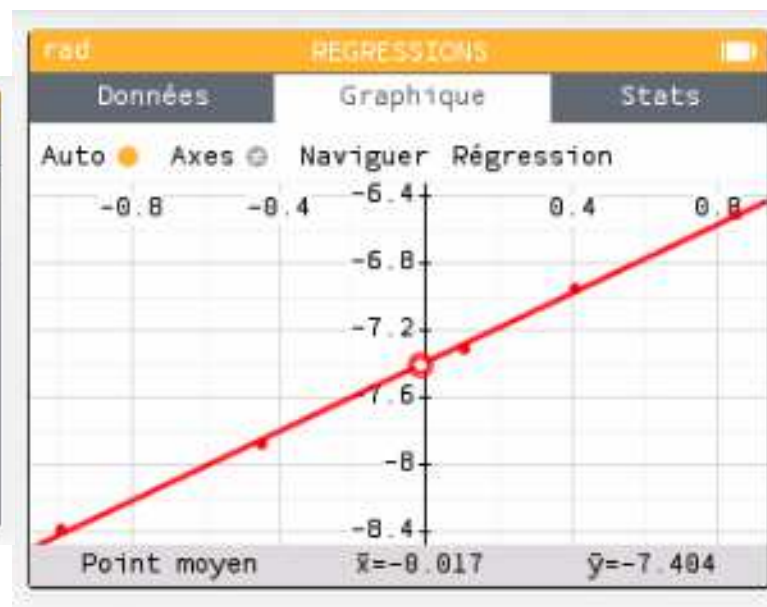 rad REGRESSIONS
Données Graphique Stats
Auto Axes Naviguer Régression
-6.4
-0.8 -0.4 0.4 0.8
-6.8
-7.2
-7.6
-8
-8.4
Point moyen x̄=-0.017 ȳ=-7.404